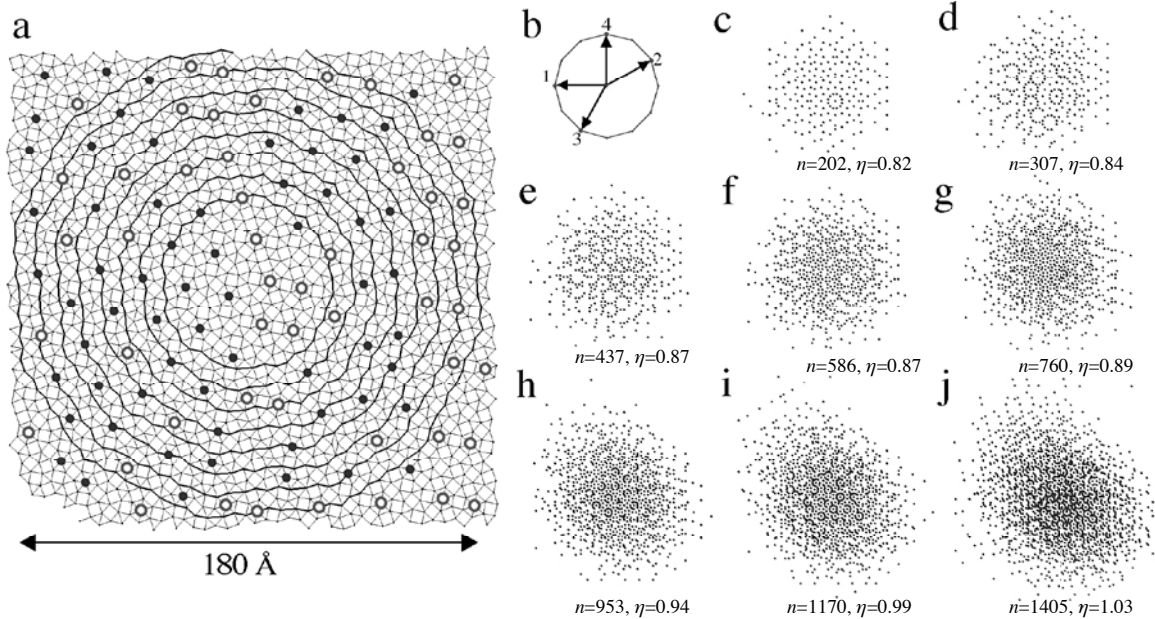 a
180 Å
b
4
1
2
3
c
n=202, η=0.82
d
n=307, η=0.84
e
n=437, η=0.87
f
n=586, η=0.87
g
n=760, η=0.89
h
n=953, η=0.94
i
n=1170, η=0.99
j
n=1405, η=1.03